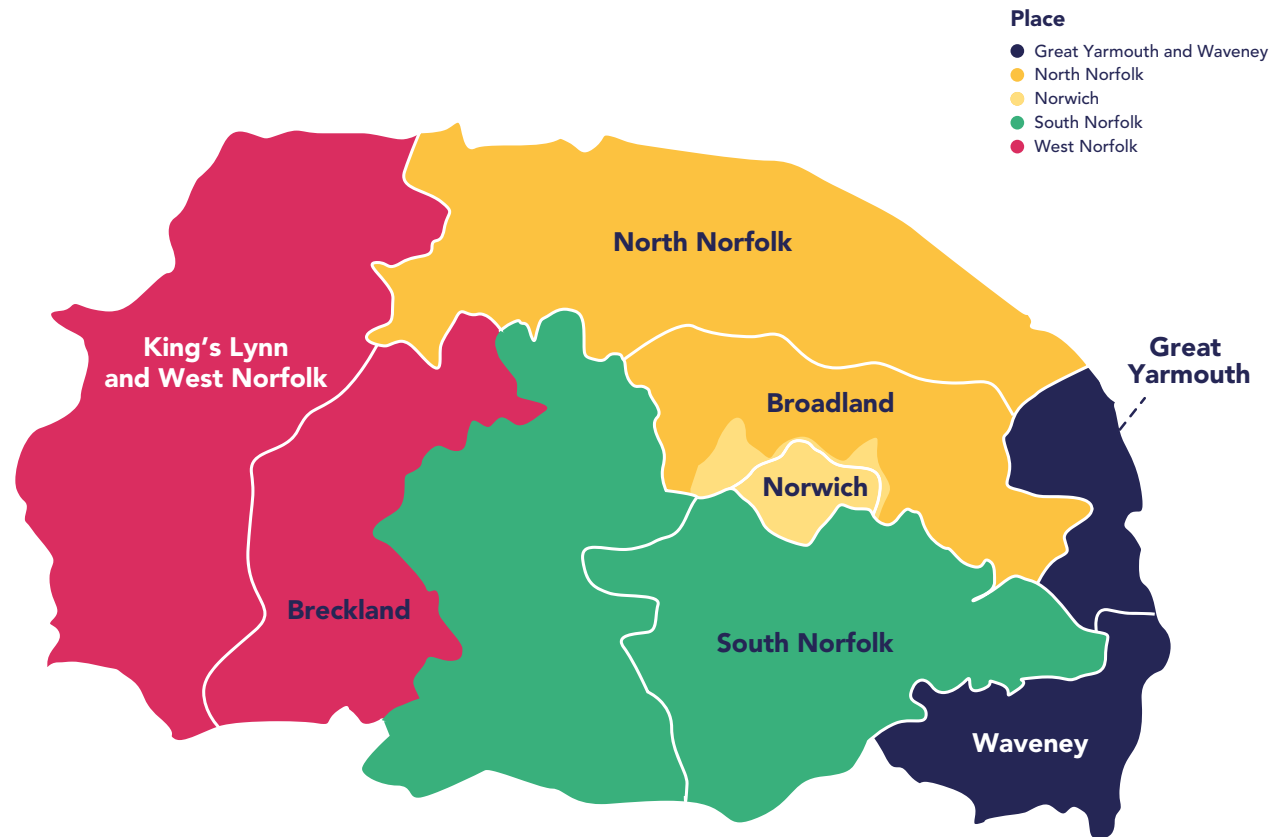 Place
Great Yarmouth and Waveney
North Norfolk
Norwich
South Norfolk
West Norfolk
North Norfolk
King’s Lynn
and West Norfolk
Great
Yarmouth
Broadland
Norwich
Breckland
South Norfolk
Waveney